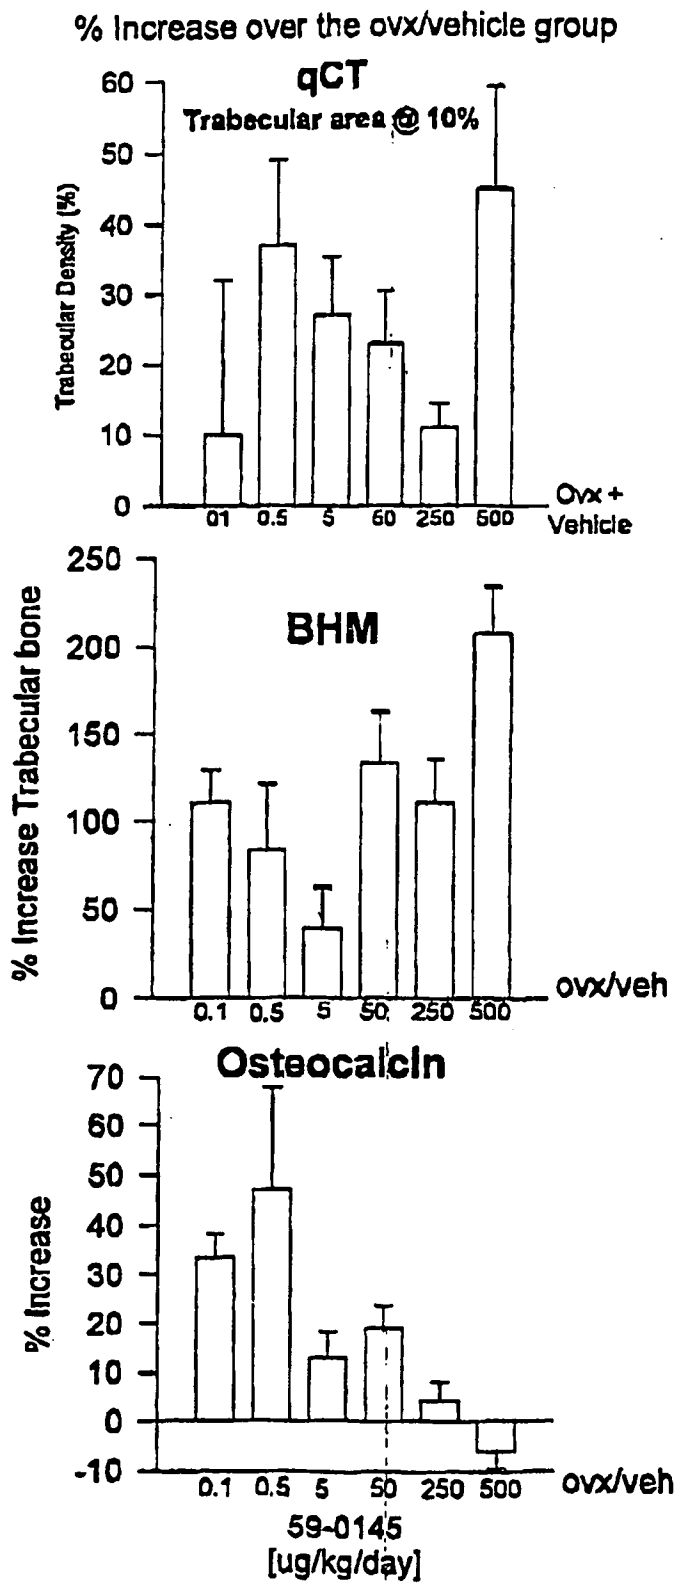 % Increase over the ovx/vehicle group
qCT
Trabecular area @ 10%
Trabecular Density (%)
60
50
40
30
20
10
0
01 0.5 5 50 250 500
Ovx +
Vehicle
BHM
% Increase Trabecular bone
250
200
150
100
50
0
0.1 0.5 5 50 250 500
ovx/veh
Osteocalcin
% Increase
70
60
50
40
30
20
10
0
-10
0.1 0.5 5 50 250 500
ovx/veh
59-0145
[ug/kg/day]